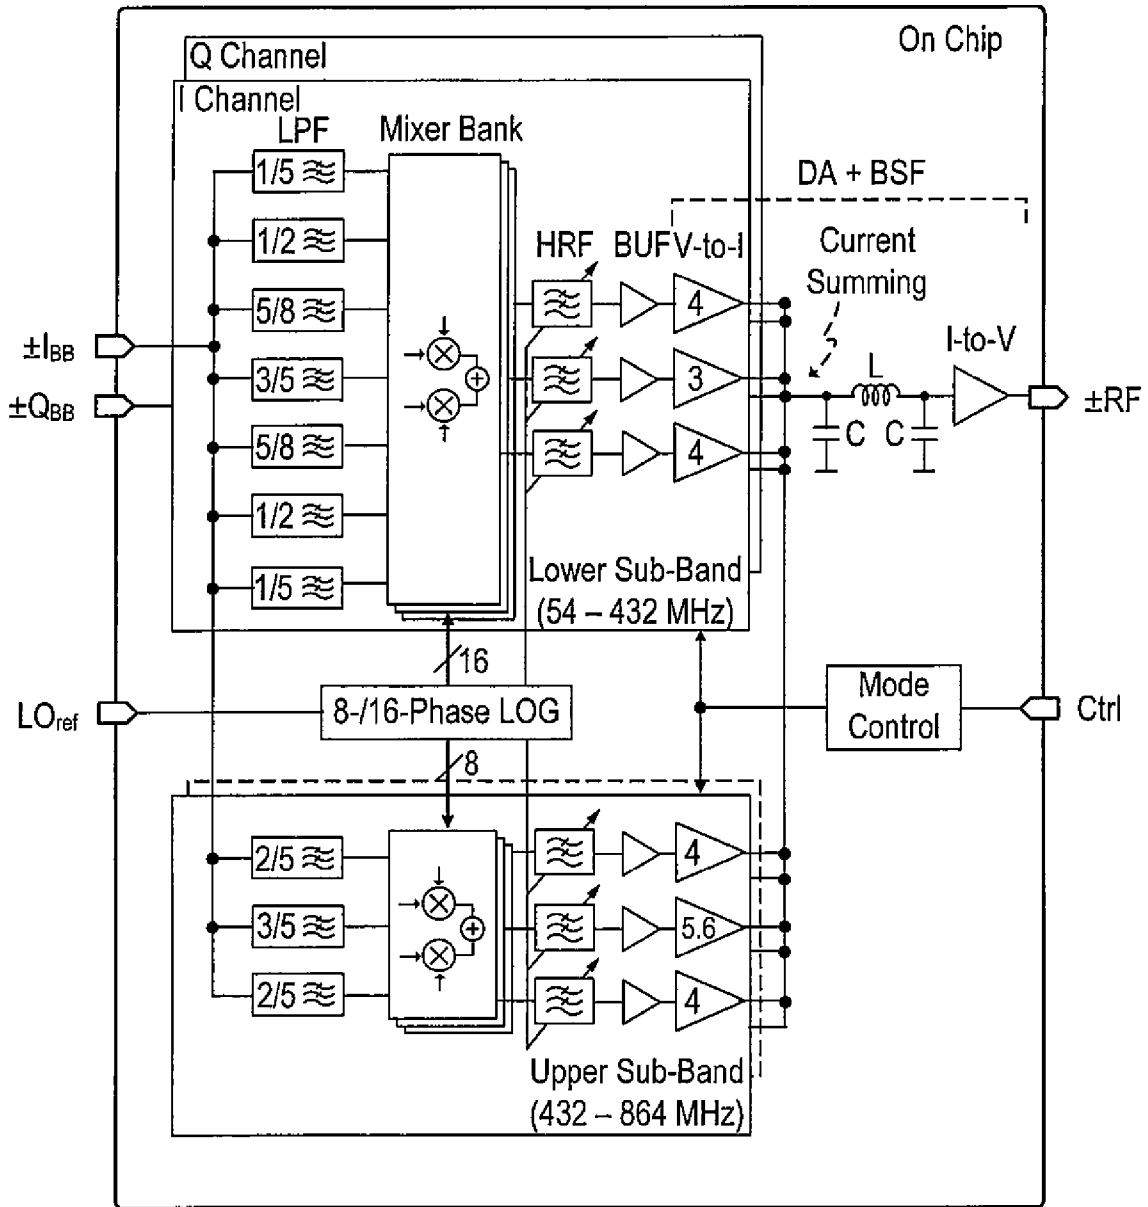 On Chip
Q Channel
I Channel
LPF
Mixer Bank
DA + BSF
HRF
BUF
V-to-I
Current
Summing
1/5
1/2
5/8
3/5
5/8
1/2
1/5
4
3
4
±I_BB
±Q_BB
L
I-to-V
C
C
±RF
Lower Sub-Band
(54 – 432 MHz)
16
LO_ref
8-/16-Phase LOG
Mode
Control
Ctrl
8
2/5
3/5
2/5
4
5.6
4
Upper Sub-Band
(432 – 864 MHz)